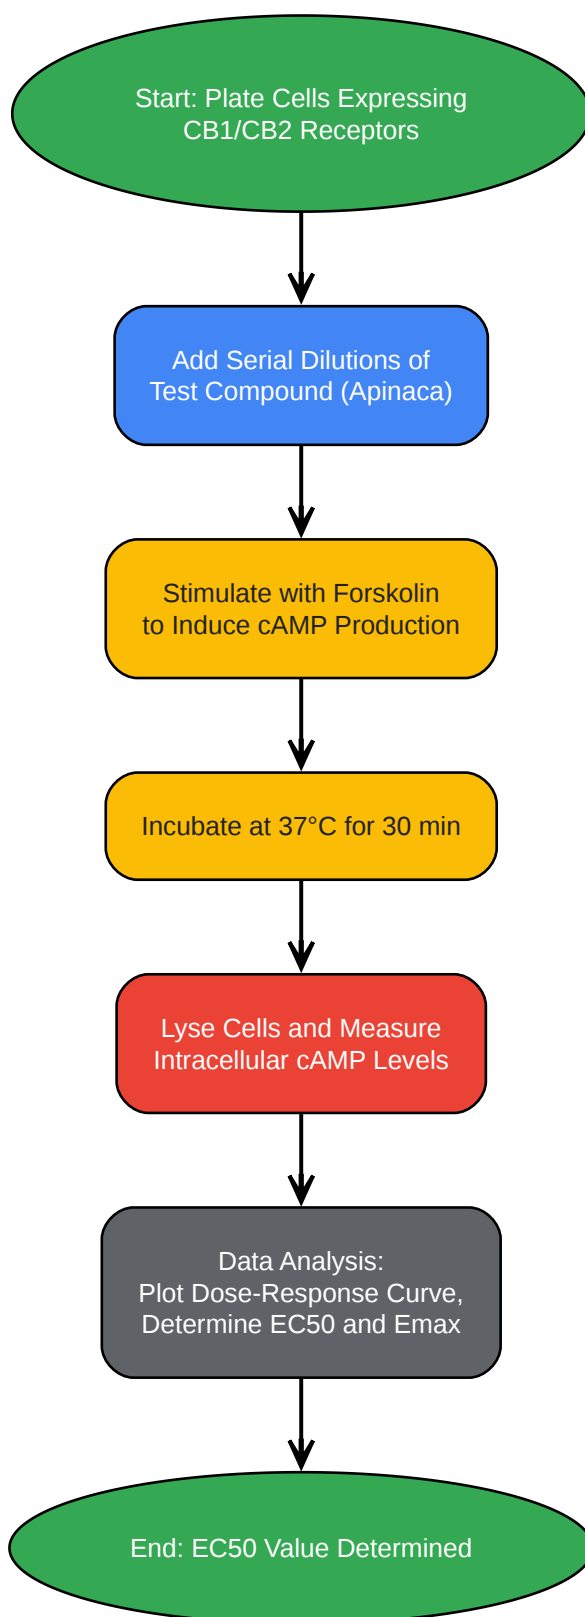 Start: Plate Cells Expressing
CB1/CB2 Receptors
Add Serial Dilutions of
Test Compound (Apinaca)
Stimulate with Forskolin
to Induce cAMP Production
Incubate at 37°C for 30 min
Lyse Cells and Measure
Intracellular cAMP Levels
Data Analysis:
Plot Dose-Response Curve,
Determine EC50 and Emax
End: EC50 Value Determined